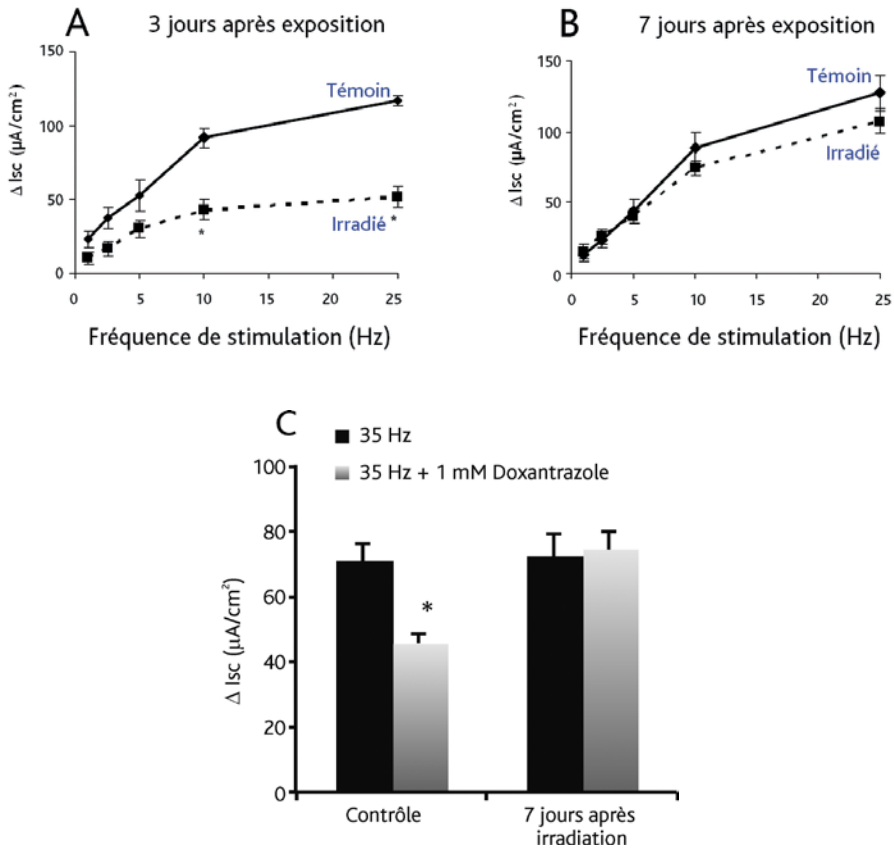 A
3 jours après exposition
Δ Isc (µA/cm²)
150
100
50
0
Témoin
Irradié
*
*
0 5 10 15 20 25
Fréquence de stimulation (Hz)
B
7 jours après exposition
Δ Isc (µA/cm²)
150
100
50
0
Témoin
Irradié
0 5 10 15 20 25
Fréquence de stimulation (Hz)
C
35 Hz
35 Hz + 1 mM Doxantrazole
Δ Isc (µA/cm²)
100
80
60
40
20
0
*
Contrôle
7 jours après
irradiation